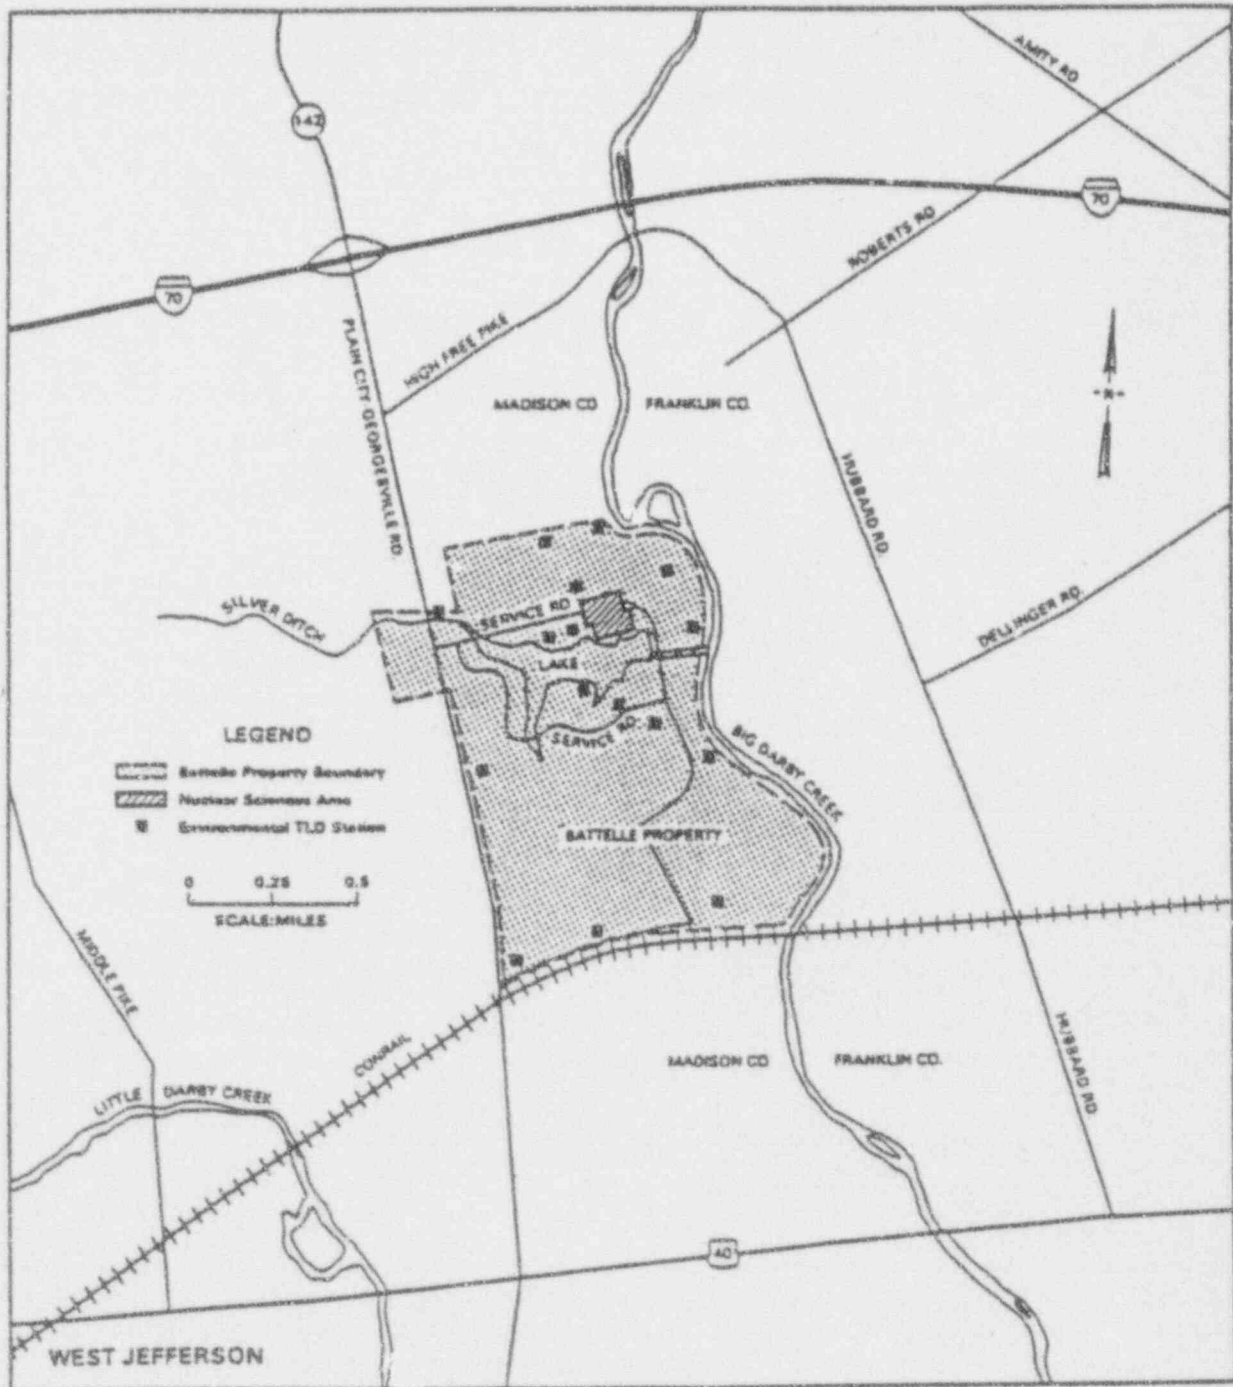 AMITY RD
142
70
ROBERTS RD
70
HIGH FREE PIKE
PLAIN CITY-GEORGESVILLE RD.
MADISON CO
FRANKLIN CO.
N
HUBBARD RD.
SILVER DITCH
SERVICE RD
DELLINGER RD.
LAKE
SERVICE RD.
BIG DARBY CREEK
LEGEND
Battelle Property Boundary
Nuclear Sciences Area
Environmental TLD Station
BATTELLE PROPERTY
0 0.25 0.5
SCALE:MILES
MIDDLE PIKE
CONRAIL
MADISON CO
FRANKLIN CO.
HUBBARD RD.
LITTLE DARBY CREEK
40
WEST JEFFERSON